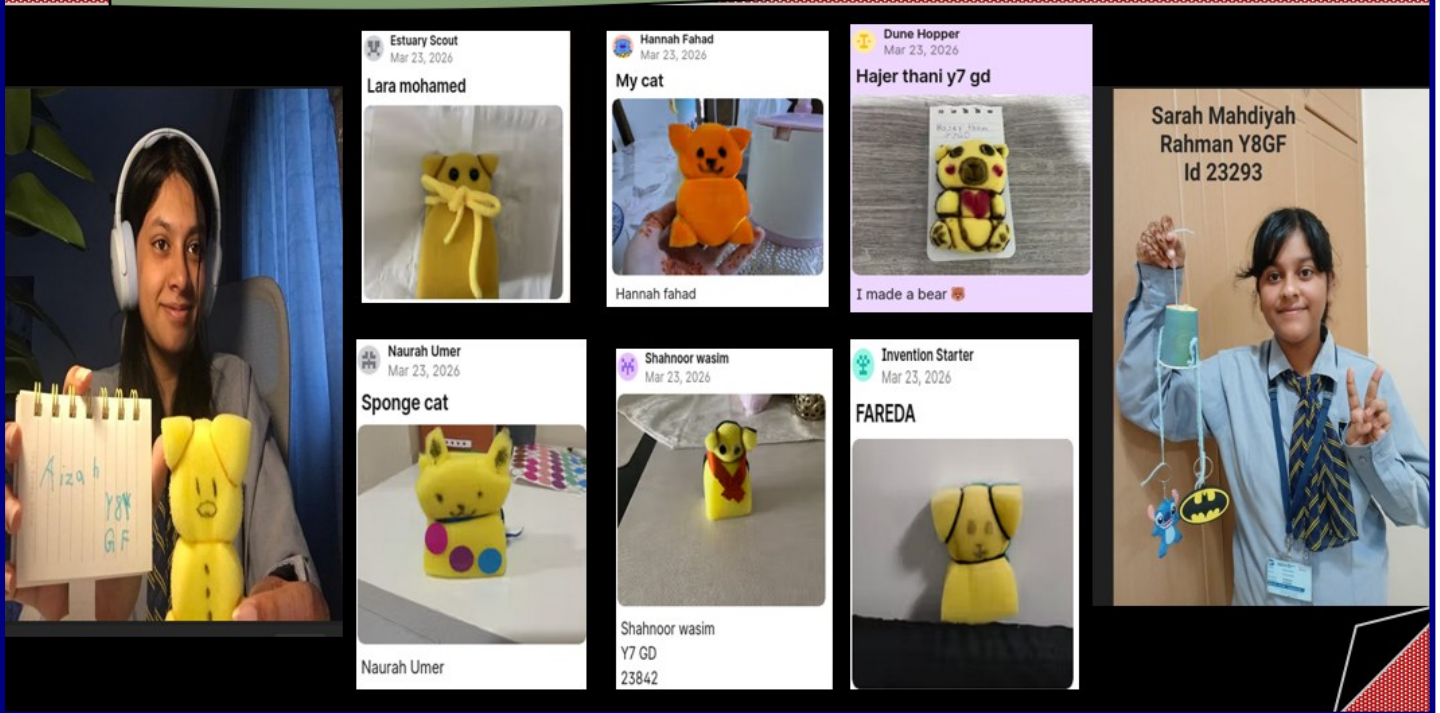 Estuary Scout
Mar 23, 2026
Lara mohamed
Hannah Fahad
Mar 23, 2026
My cat
Hannah fahad
Dune Hopper
Mar 23, 2026
Hajer thani y7 gd
I made a bear 🐻
Sarah Mahdiyah
Rahman Y8GF
Id 23293
Aizah
Y8
GF
Naurah Umer
Mar 23, 2026
Sponge cat
Naurah Umer
Shahnoor wasim
Mar 23, 2026
Shahnoor wasim
Y7 GD
23842
Invention Starter
Mar 23, 2026
FAREDA